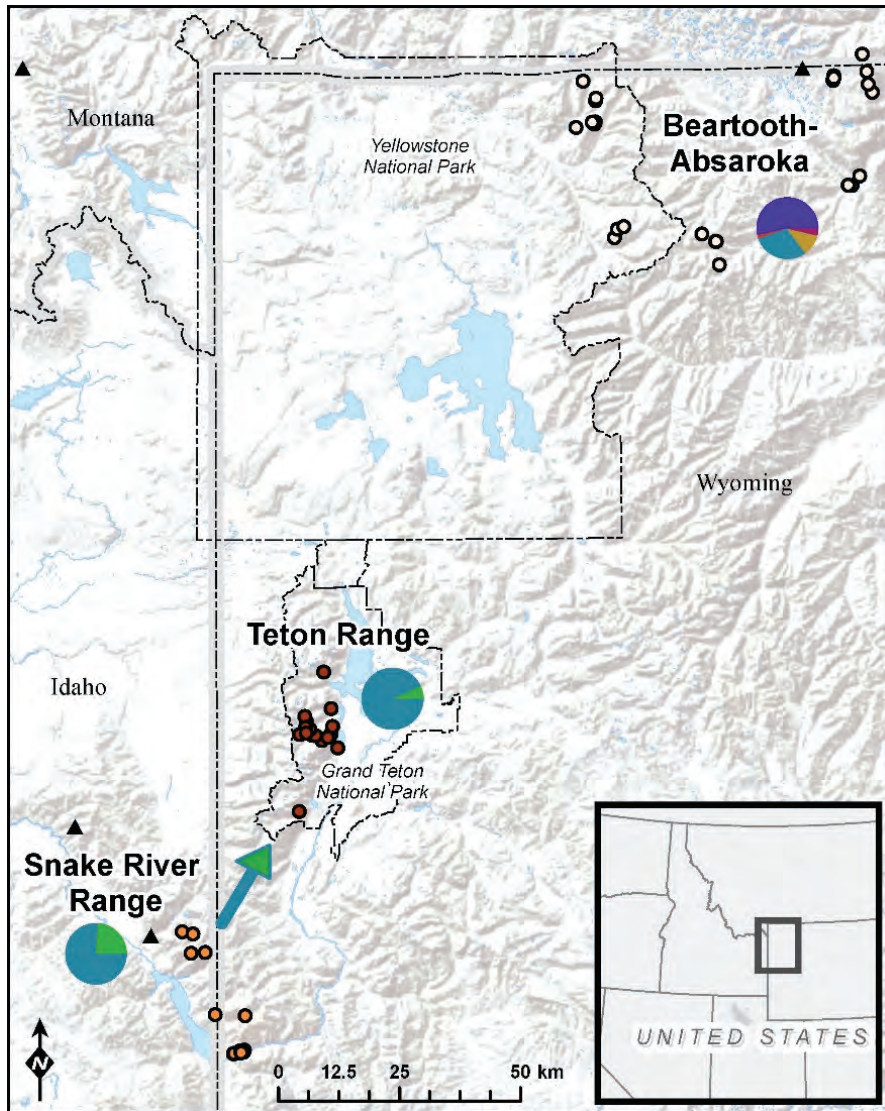 Montana
Yellowstone
National Park
Beartooth-
Absaroka
Wyoming
Teton Range
Idaho
Grand Teton
National Park
Snake River
Range
N
0 12.5 25 50 km
UNITED STATES